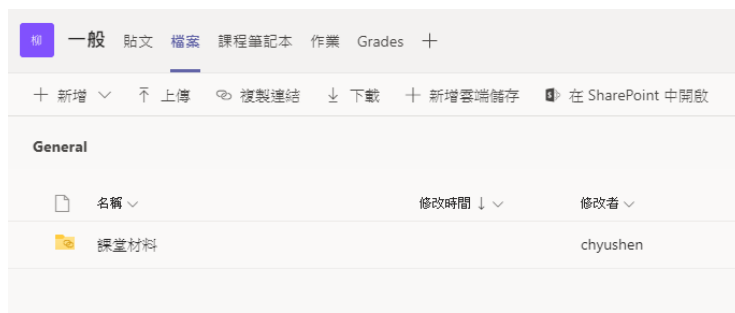 柳 一般 貼文 檔案 課程筆記本 作業 Grades
新增 上傳 複製連結 下載 新增雲端儲存 在 SharePoint 中開啟
General
名稱 修改時間 修改者
課堂材料 chyushen